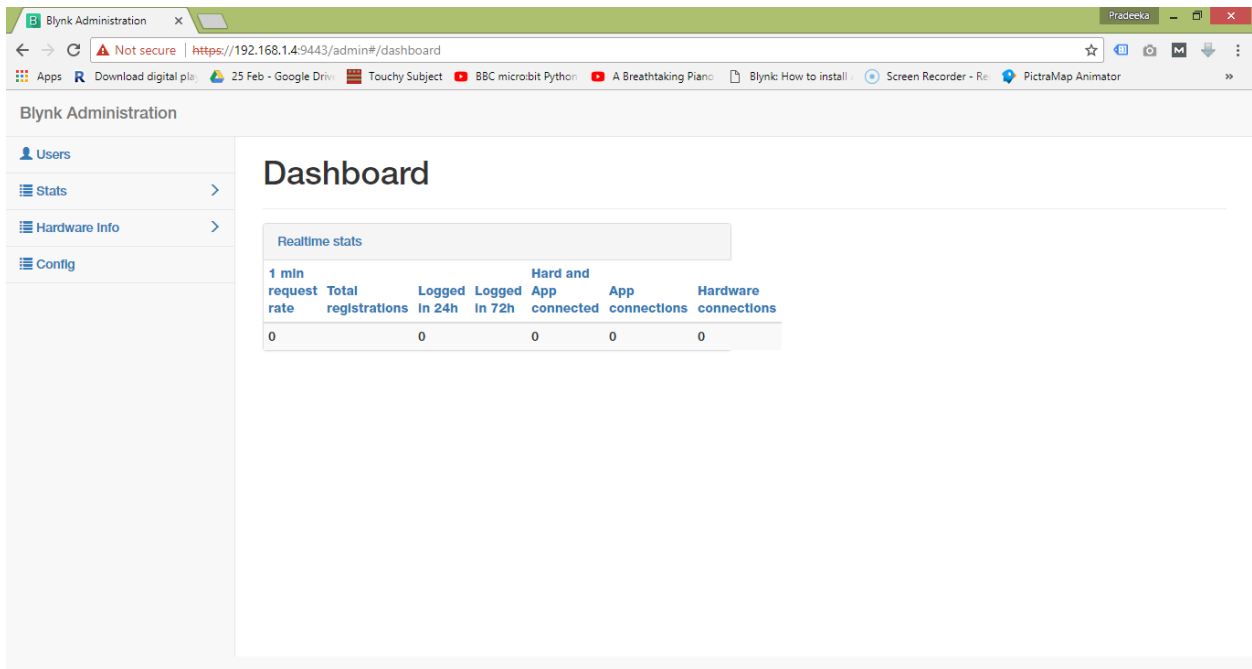 Blynk Administration
Pradeeka
Not secure | https://192.168.1.4:9443/admin#/dashboard
Apps R Download digital pla 25 Feb - Google Driv Touchy Subject BBC micro:bit Python A Breathtaking Piano Blynk: How to install Screen Recorder - Re PictraMap Animator »
Blynk Administration
Users
Stats
Hardware Info
Config
Dashboard
Realtime stats
1 min request rate Total registrations Logged in 24h Logged in 72h Hard and App connected App connections Hardware connections
0 0 0 0 0